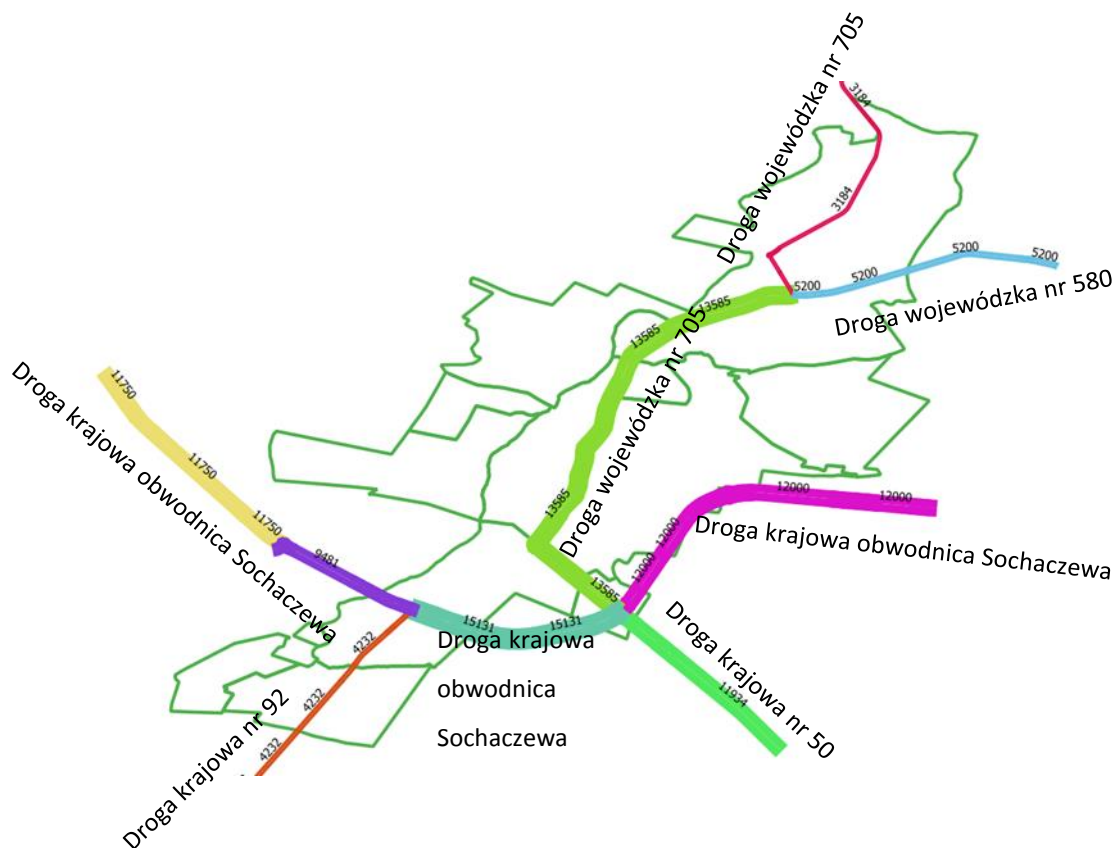 Droga wojewódzka nr 705
3184
3184
5200
5200
5200
5200
Droga wojewódzka nr 580
13585
13585
Droga wojewódzka nr 705
13585
13585
11750
11750
11750
Droga krajowa obwodnica Sochaczewa
9481
12000
12000
12000
12000
Droga krajowa obwodnica Sochaczewa
15131
15131
Droga krajowa
obwodnica
Sochaczewa
4232
4232
4232
Droga krajowa nr 92
11934
Droga krajowa nr 50